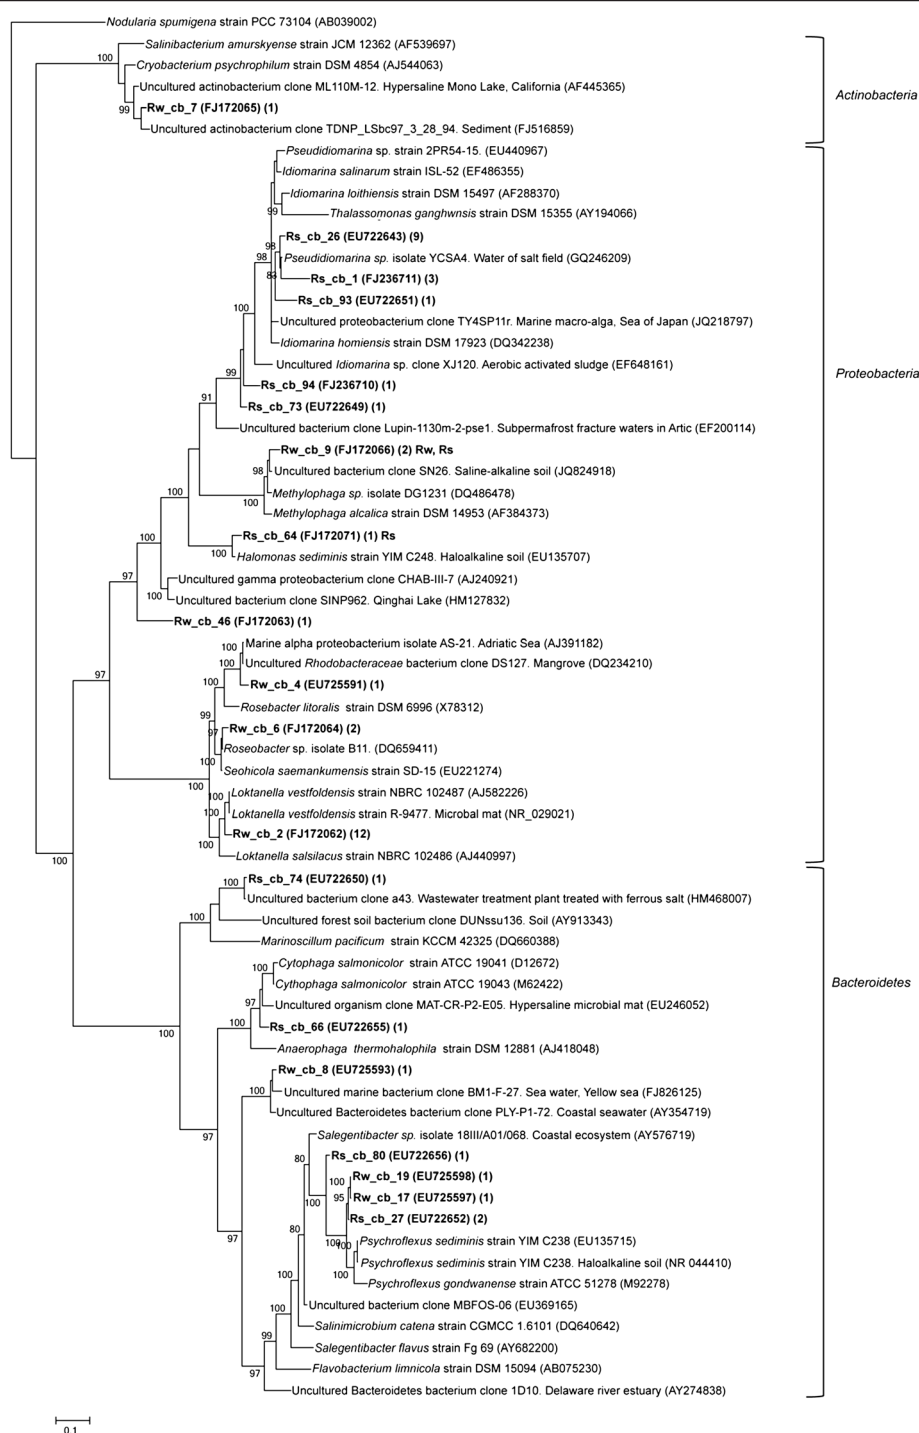 Nodularia spumigena strain PCC 73104 (AB039002)
Salinibacterium amurskyense strain JCM 12362 (AF539697)
100
Cryobacterium psychrophilum strain DSM 4854 (AJ544063)
Uncultured actinobacterium clone ML110M-12. Hypersaline Mono Lake, California (AF445365)
Actinobacteria
99
Rw_cb_7 (FJ172065) (1)
Uncultured actinobacterium clone TDNP_LSbc97_3_28_94. Sediment (FJ516859)
Pseudidiomarina sp. strain 2PR54-15. (EU440967)
Idiomarina salinarum strain ISL-52 (EF486355)
Idiomarina loithiensis strain DSM 15497 (AF288370)
99
Thalassomonas ganghwnsis strain DSM 15355 (AY194066)
Rs_cb_26 (EU722643) (9)
98
98
Pseudidiomarina sp. isolate YCSA4. Water of salt field (GQ246209)
Rs_cb_1 (FJ236711) (3)
Rs_cb_93 (EU722651) (1)
100
Uncultured proteobacterium clone TY4SP11r. Marine macro-alga, Sea of Japan (JQ218797)
Idiomarina homiensis strain DSM 17923 (DQ342238)
Uncultured Idiomarina sp. clone XJ120. Aerobic activated sludge (EF648161)
Proteobacteria
99
Rs_cb_94 (FJ236710) (1)
91
Rs_cb_73 (EU722649) (1)
Uncultured bacterium clone Lupin-1130m-2-pse1. Subpermafrost fracture waters in Artic (EF200114)
Rw_cb_9 (FJ172066) (2) Rw, Rs
98
Uncultured bacterium clone SN26. Saline-alkaline soil (JQ824918)
100
Methylophaga sp. isolate DG1231 (DQ486478)
100
Methylophaga alcalica strain DSM 14953 (AF384373)
Rs_cb_64 (FJ172071) (1) Rs
100
100
Halomonas sediminis strain YIM C248. Haloalkaline soil (EU135707)
97
Uncultured gamma proteobacterium clone CHAB-III-7 (AJ240921)
100
Uncultured bacterium clone SINP962. Qinghai Lake (HM127832)
Rw_cb_46 (FJ172063) (1)
100
Marine alpha proteobacterium isolate AS-21. Adriatic Sea (AJ391182)
100
Uncultured Rhodobacteraceae bacterium clone DS127. Mangrove (DQ234210)
97
100
Rw_cb_4 (EU725591) (1)
Rosebacter litoralis strain DSM 6996 (X78312)
99
97
Rw_cb_6 (FJ172064) (2)
Roseobacter sp. isolate B11. (DQ659411)
100
Seohicola saemankumensis strain SD-15 (EU221274)
100
100
Loktanella vestfoldensis strain NBRC 102487 (AJ582226)
100
Loktanella vestfoldensis strain R-9477. Microbal mat (NR_029021)
Rw_cb_2 (FJ172062) (12)
100
Loktanella salsilacus strain NBRC 102486 (AJ440997)
100
100
Rs_cb_74 (EU722650) (1)
Uncultured bacterium clone a43. Wastewater treatment plant treated with ferrous salt (HM468007)
100
Uncultured forest soil bacterium clone DUNssu136. Soil (AY913343)
Marinoscillum pacificum strain KCCM 42325 (DQ660388)
100
Cytophaga salmonicolor strain ATCC 19041 (D12672)
Cythophaga salmonicolor strain ATCC 19043 (M62422)
Bacteroidetes
97
Uncultured organism clone MAT-CR-P2-E05. Hypersaline microbial mat (EU246052)
100
Rs_cb_66 (EU722655) (1)
100
Anaerophaga thermohalophila strain DSM 12881 (AJ418048)
Rw_cb_8 (EU725593) (1)
100
Uncultured marine bacterium clone BM1-F-27. Sea water, Yellow sea (FJ826125)
Uncultured Bacteroidetes bacterium clone PLY-P1-72. Coastal seawater (AY354719)
97
Salegentibacter sp. isolate 18III/A01/068. Coastal ecosystem (AY576719)
80
Rs_cb_80 (EU722656) (1)
100
Rw_cb_19 (EU725598) (1)
95
100
Rw_cb_17 (EU725597) (1)
Rs_cb_27 (EU722652) (2)
80
97
100
100
Psychroflexus sediminis strain YIM C238 (EU135715)
Psychroflexus sediminis strain YIM C238. Haloalkaline soil (NR 044410)
100
100
Psychroflexus gondwanense strain ATCC 51278 (M92278)
100
Uncultured bacterium clone MBFOS-06 (EU369165)
Salinimicrobium catena strain CGMCC 1.6101 (DQ640642)
99
Salegentibacter flavus strain Fg 69 (AY682200)
97
Flavobacterium limnicola strain DSM 15094 (AB075230)
Uncultured Bacteroidetes bacterium clone 1D10. Delaware river estuary (AY274838)
0.1